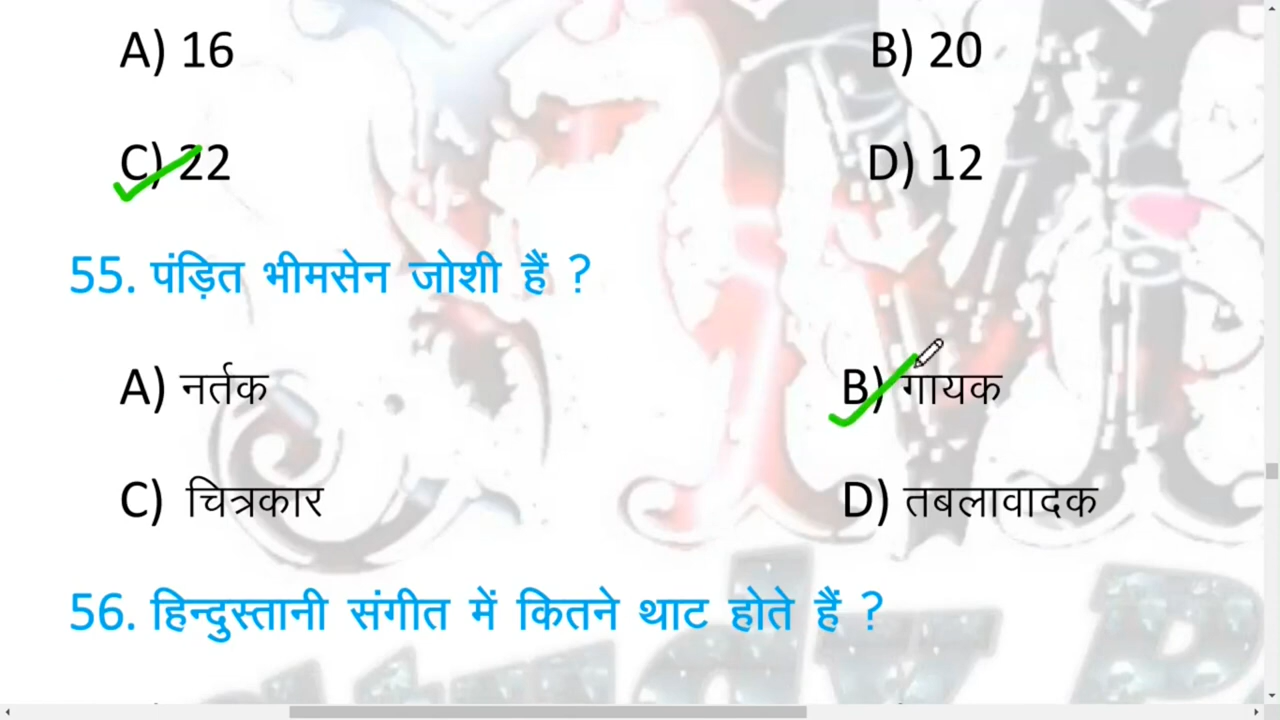 A) 16 B) 20
C) 22 D) 12
55. पंड़ित भीमसेन जोशी हैं ?
A) नर्तक B) गायक
C) चित्रकार D) तबलावादक
56. हिन्दुस्तानी संगीत में कितने थाट होते हैं ?